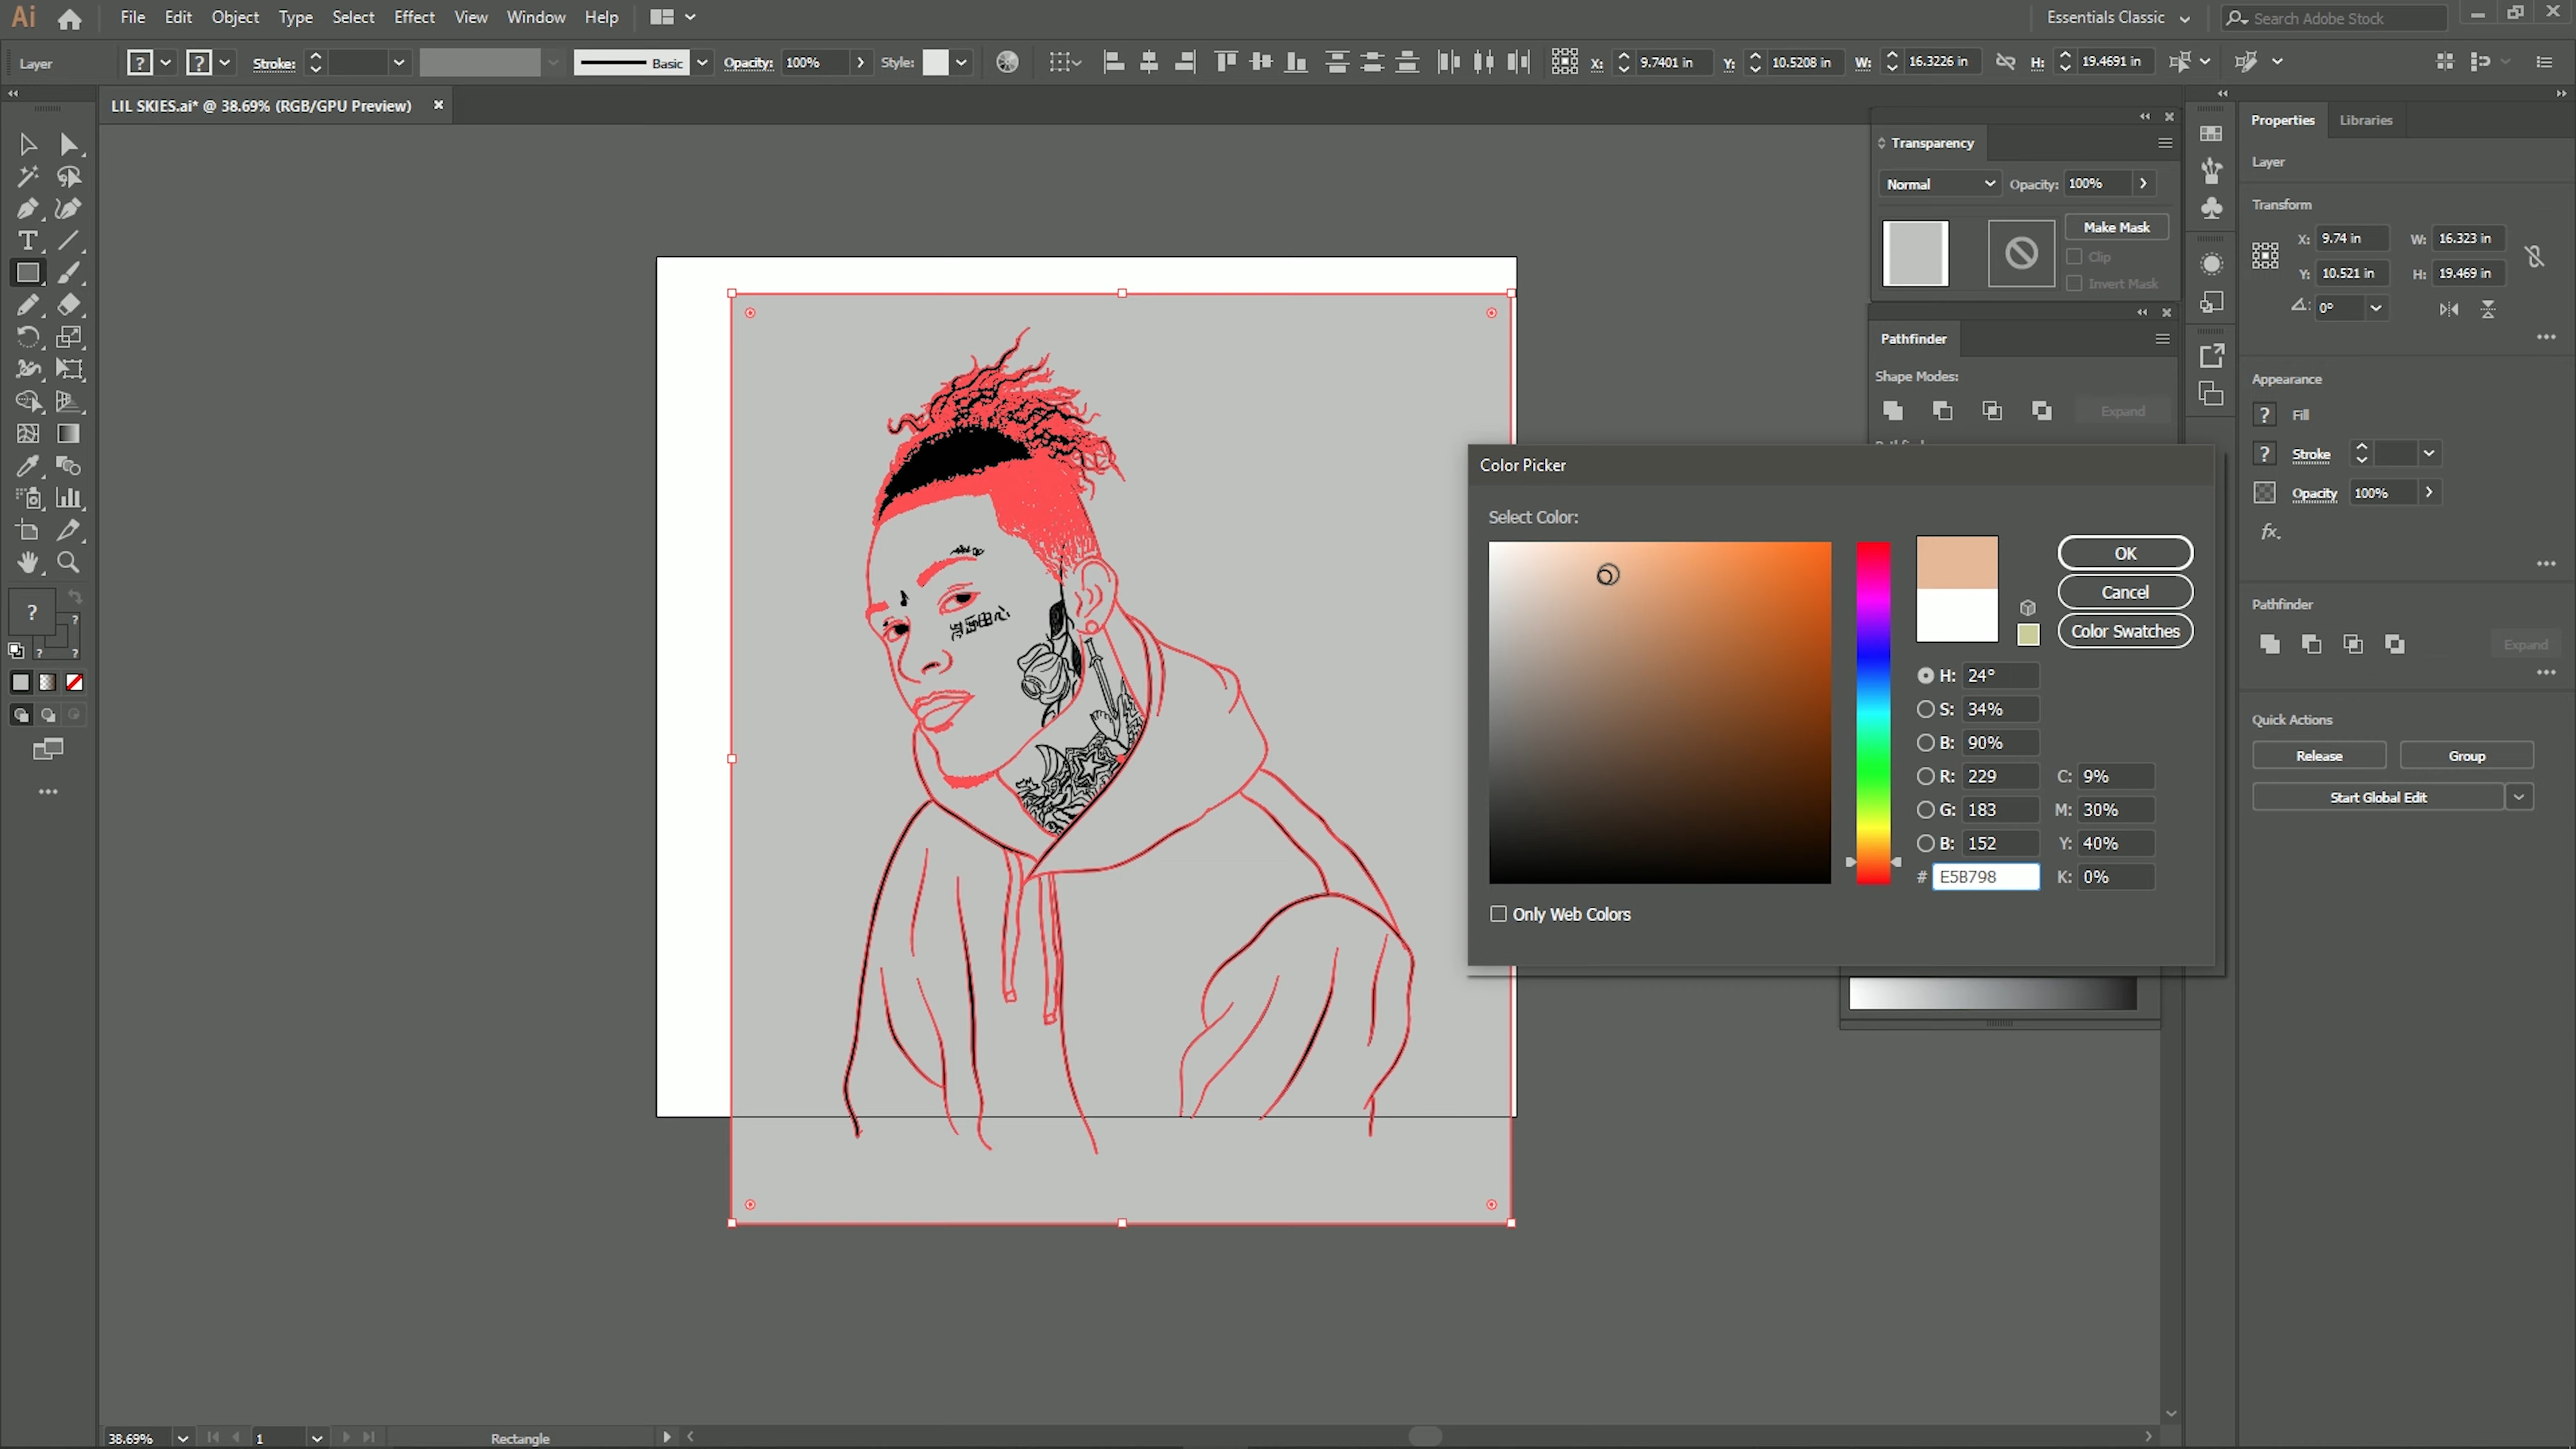 Ai File Edit Object Type Select Effect View Window Help Essentials Classic Search Adobe Stock
Layer ? ? Stroke: Basic Opacity: 100% Style: X: 9.7401 in Y: 10.5208 in W: 16.3226 in H: 19.4691 in
LIL SKIES.ai* @ 38.69% (RGB/GPU Preview)
Transparency
Normal Opacity: 100%
Make Mask
Clip
Invert Mask
Pathfinder
Shape Modes:
Expand
Color Picker
Select Color:
OK
Cancel
Color Swatches
H: 24°
S: 34%
B: 90%
R: 229 C: 9%
G: 183 M: 30%
B: 152 Y: 40%
# E5B798 K: 0%
Only Web Colors
Properties Libraries
Layer
Transform
X: 9.74 in W: 16.323 in
Y: 10.521 in H: 19.469 in
0°
Appearance
? Fill
? Stroke
Opacity 100%
fx.
Pathfinder
Expand
Quick Actions
Release Group
Start Global Edit
?
?
? ?
38.69% 1 Rectangle